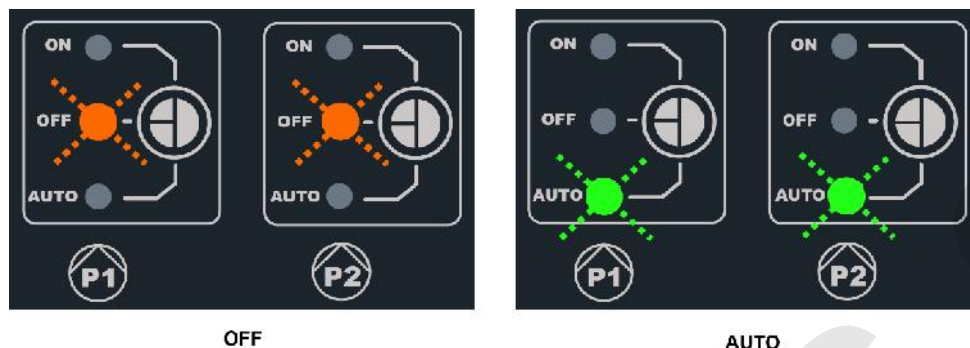 ON ON ON ON
OFF OFF OFF OFF
AUTO AUTO AUTO AUTO
P1 P2 P1 P2
OFF AUTO